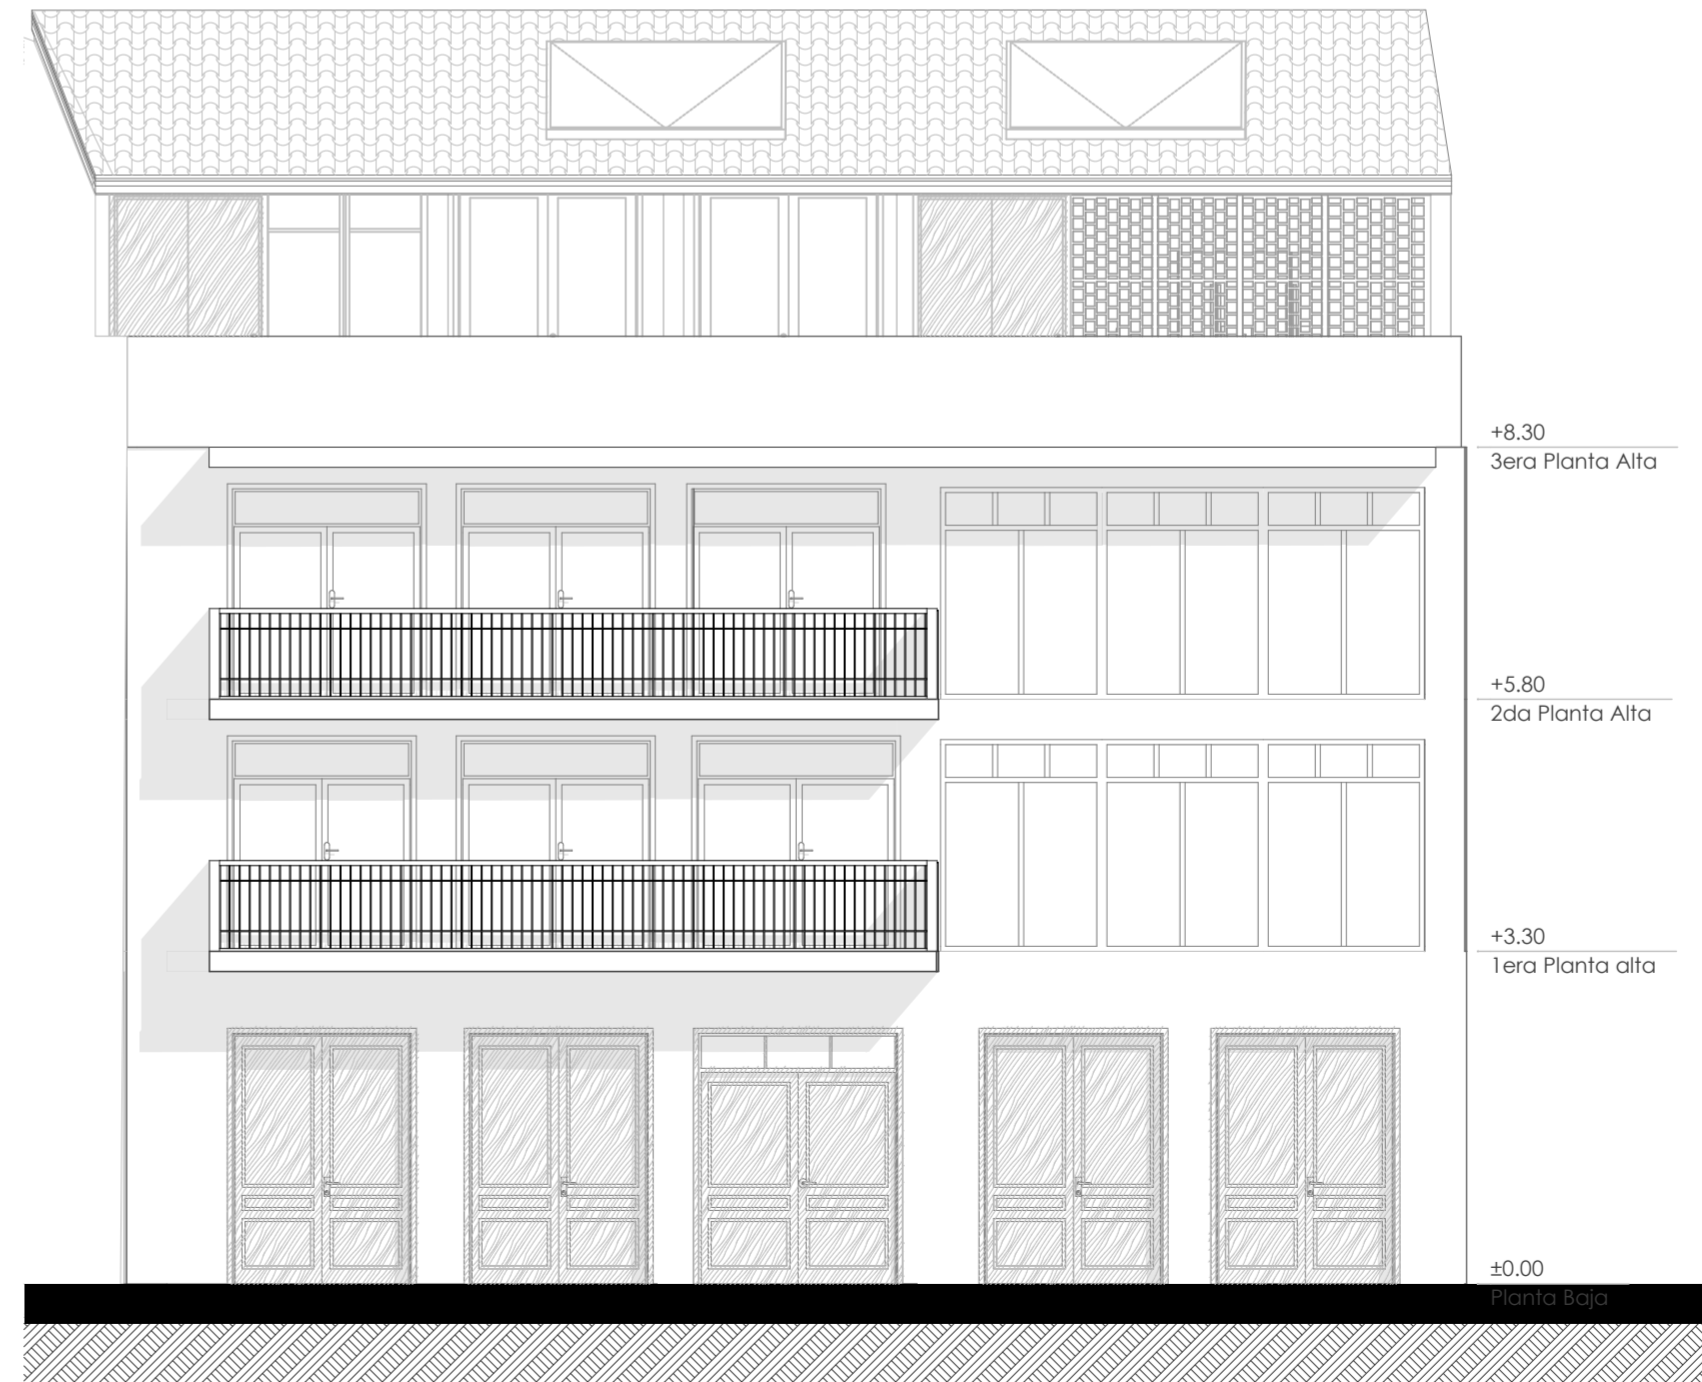 +8.30
3era Planta Alta
+5.80
2da Planta Alta
+3.30
1era Planta alta
±0.00
Planta Baja